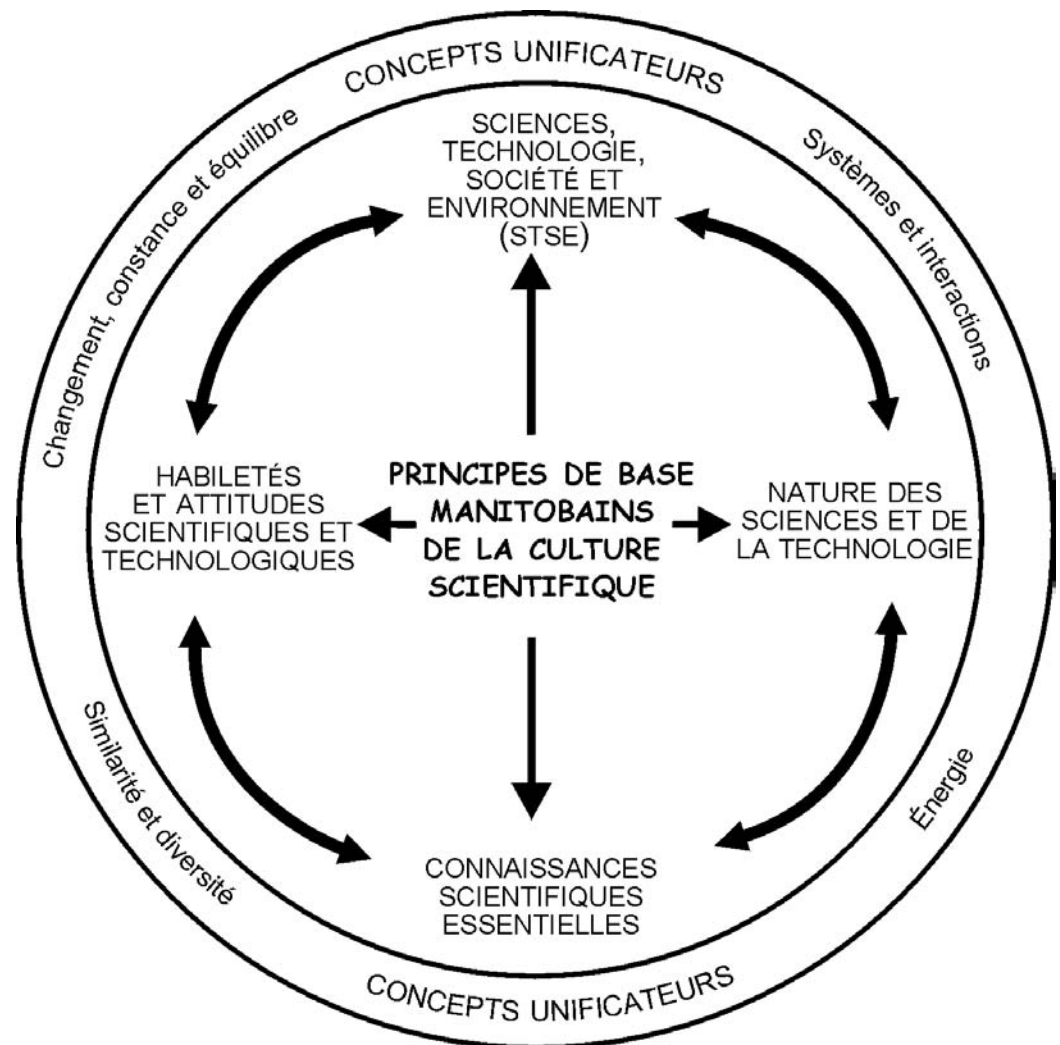 CONCEPTS UNIFICATEURS
Changement, constance et équilibre
Systèmes et interactions
SCIENCES,
TECHNOLOGIE,
SOCIÉTÉ ET
ENVIRONNEMENT
(STSE)
HABILETÉS
ET ATTITUDES
SCIENTIFIQUES ET
TECHNOLOGIQUES
PRINCIPES DE BASE
MANITOBAINS
DE LA CULTURE
SCIENTIFIQUE
NATURE DES
SCIENCES ET DE
LA TECHNOLOGIE
Similarité et diversité
Énergie
CONNAISSANCES
SCIENTIFIQUES
ESSENTIELLES
CONCEPTS UNIFICATEURS